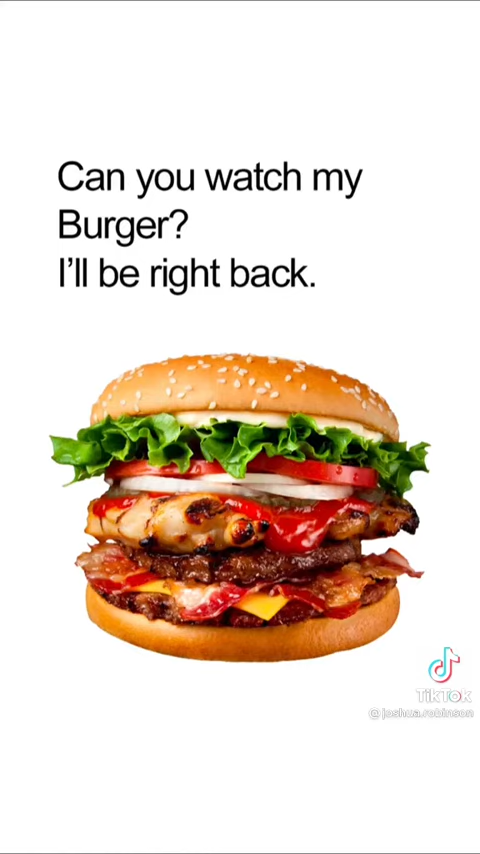 Can you watch my
Burger?
I'll be right back.
TikTok
@joshua.robinson